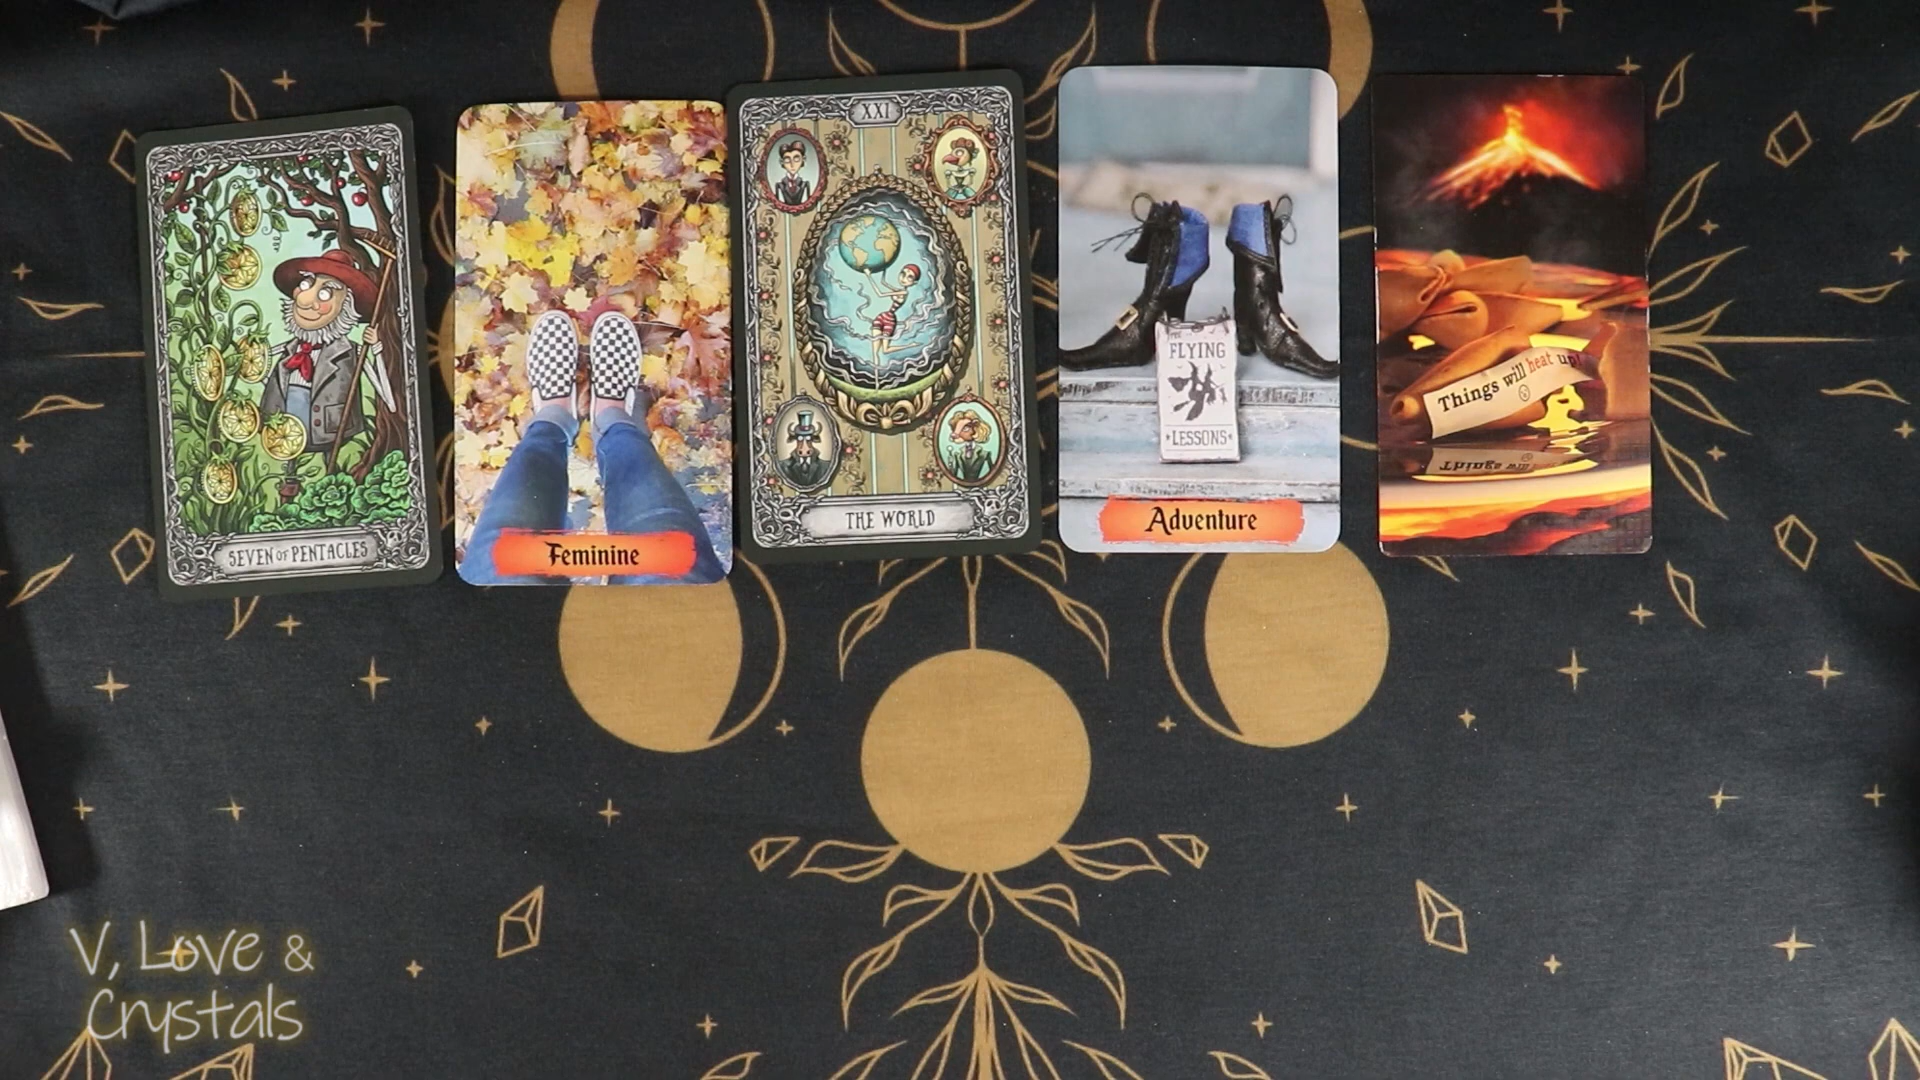 SEVEN OF PENTACLES
Feminine
XXI
THE WORLD
FLYING
LESSONS
Adventure
Things will heat up!
V, Love &
Crystals